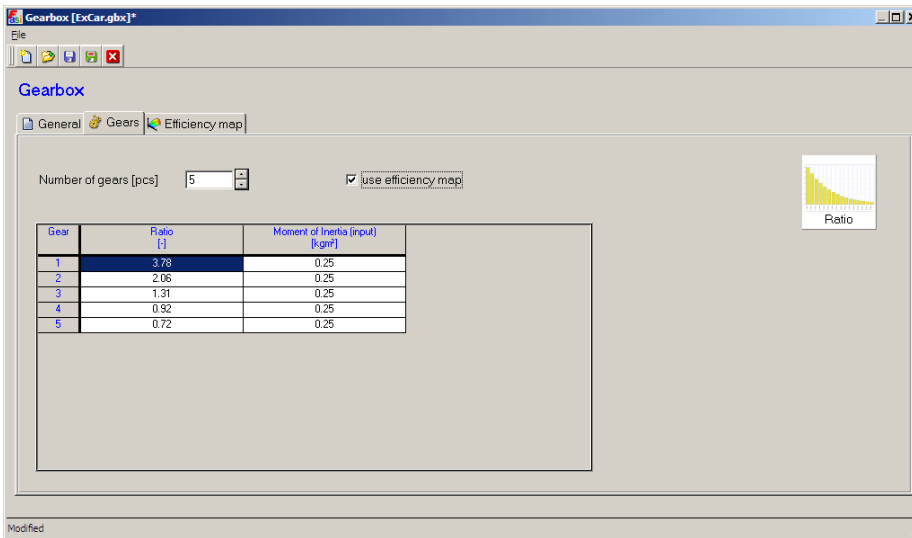 Gearbox [ExCar.gbx]*
File
Gearbox
General Gears Efficiency map
Number of gears [pcs] 5 use efficiency map
Ratio
Gear Ratio [-] Moment of Inertia (input) [kgm²]
1 3.78 0.25
2 2.06 0.25
3 1.31 0.25
4 0.92 0.25
5 0.72 0.25
Modified